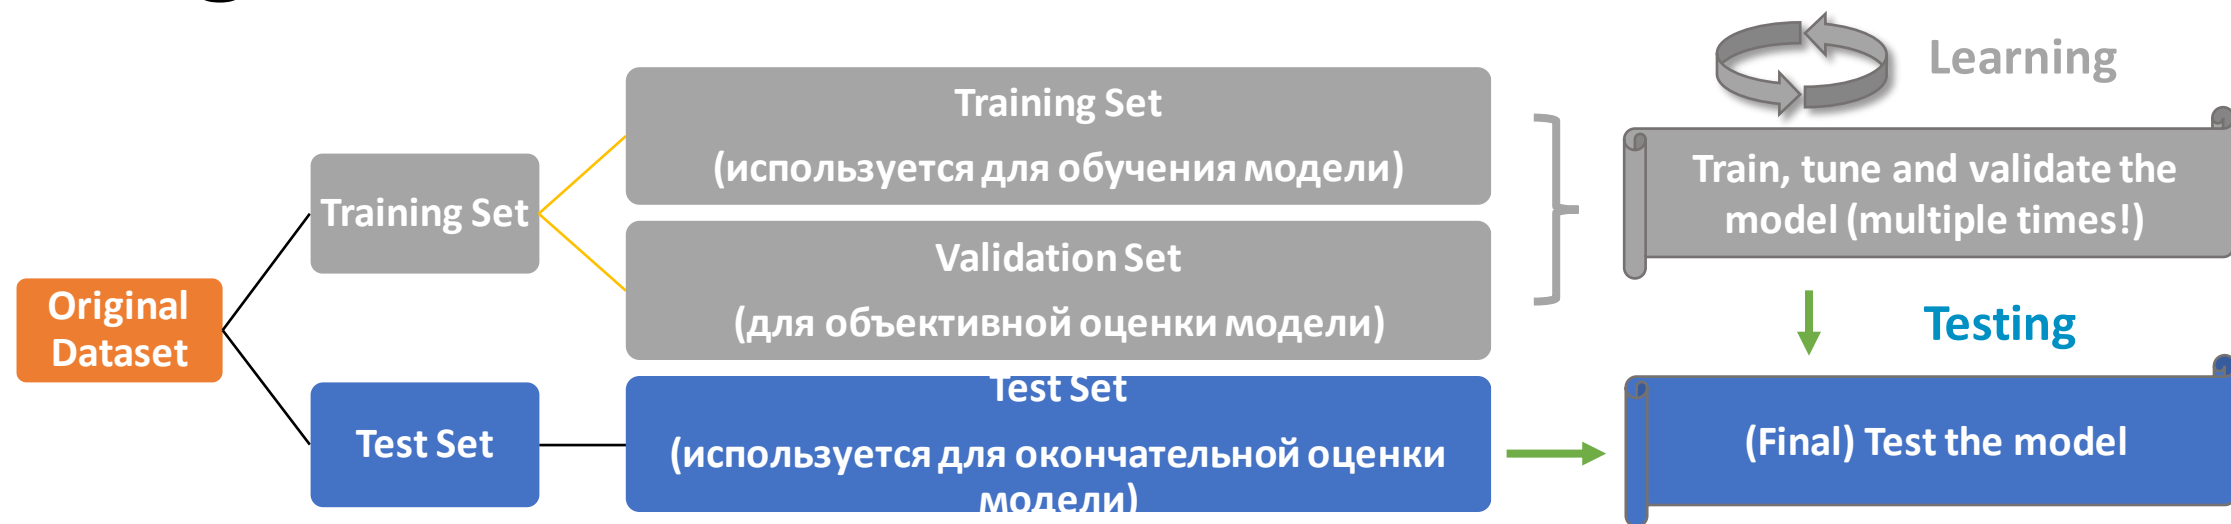 Original
Dataset
Training Set
Test Set
Training Set
(используется для обучения модели)
Validation Set
(для объективной оценки модели)
Test Set
(используется для окончательной оценки
модели)
Learning
Train, tune and validate the
model (multiple times!)
Testing
(Final) Test the model